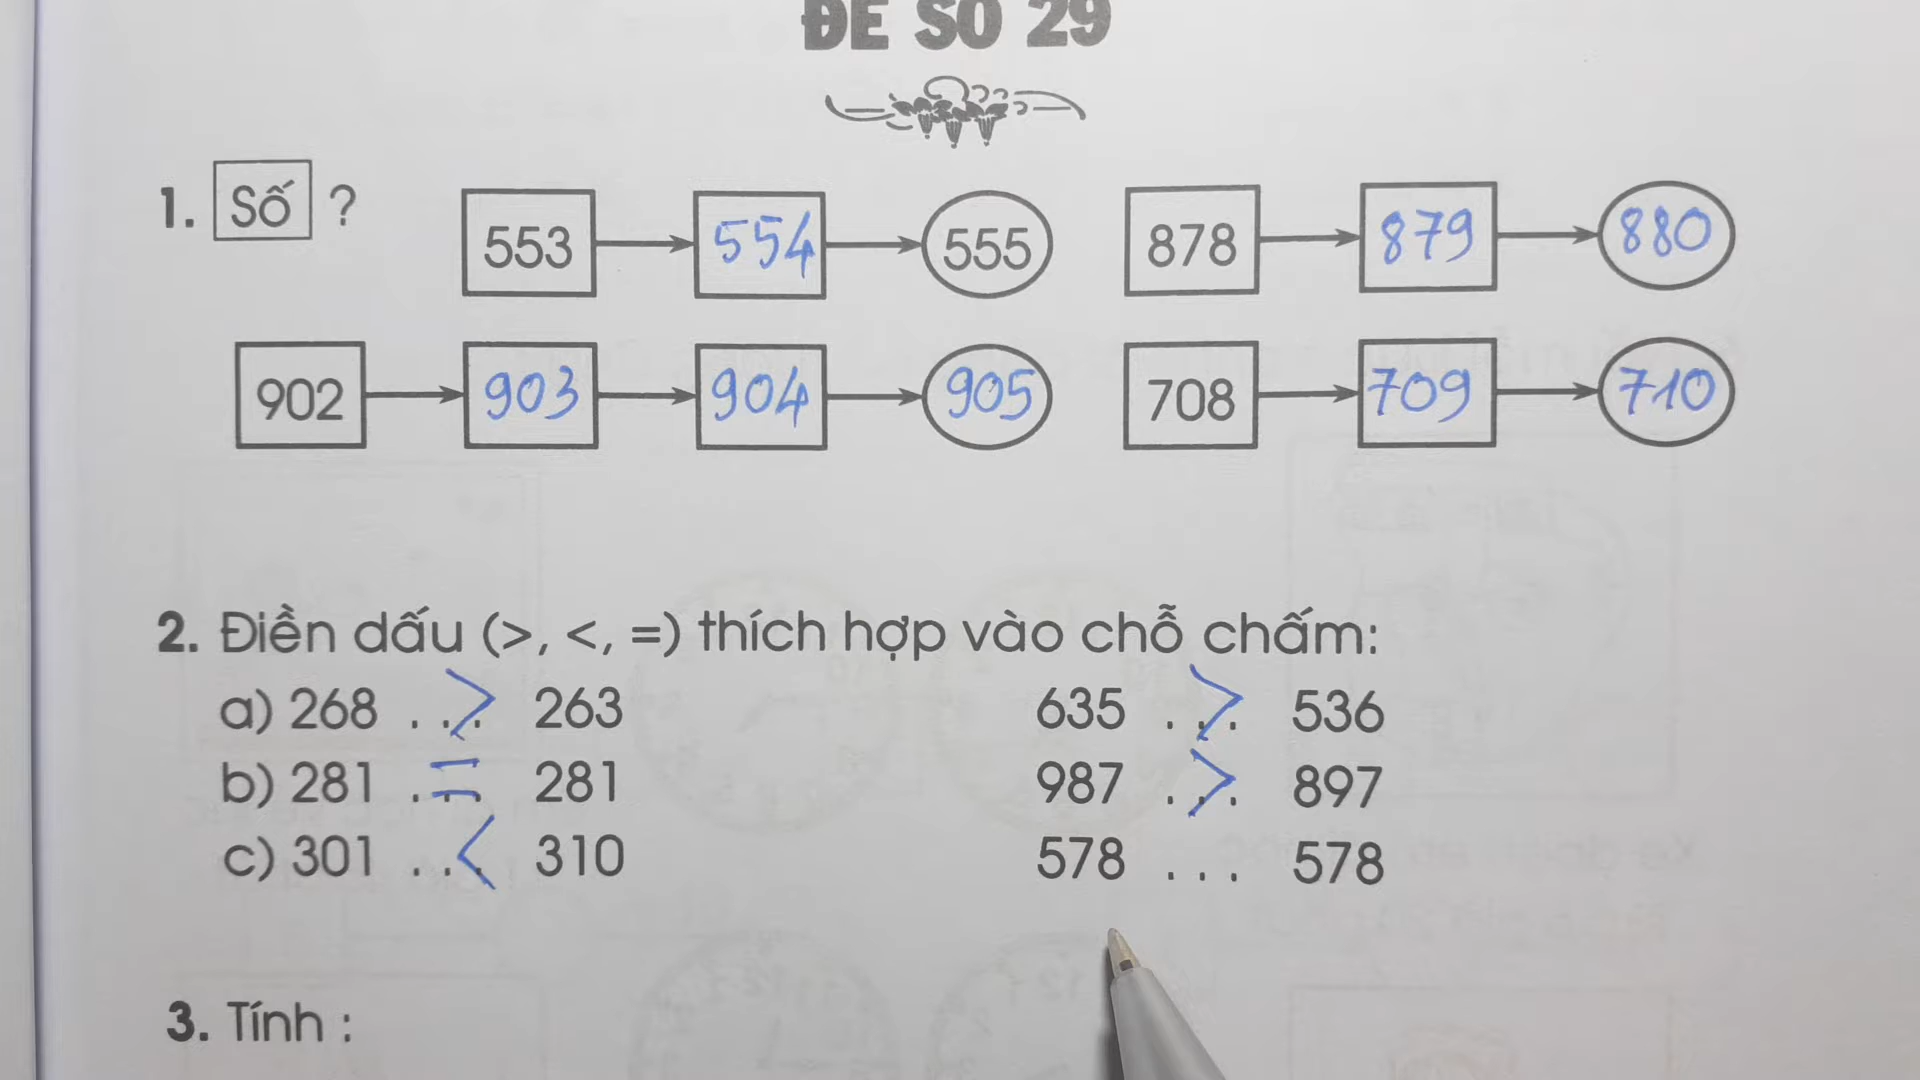 ĐỀ SỐ 29
1. Số ? 553 554 555 878 879 880
902 903 904 905 708 709 710
2. Điền dấu (>, <, =) thích hợp vào chỗ chấm:
a) 268 ... > 263 635 ... > 536
b) 281 ... = 281 987 ... > 897
c) 301 ... < 310 578 ... 578
3. Tính :